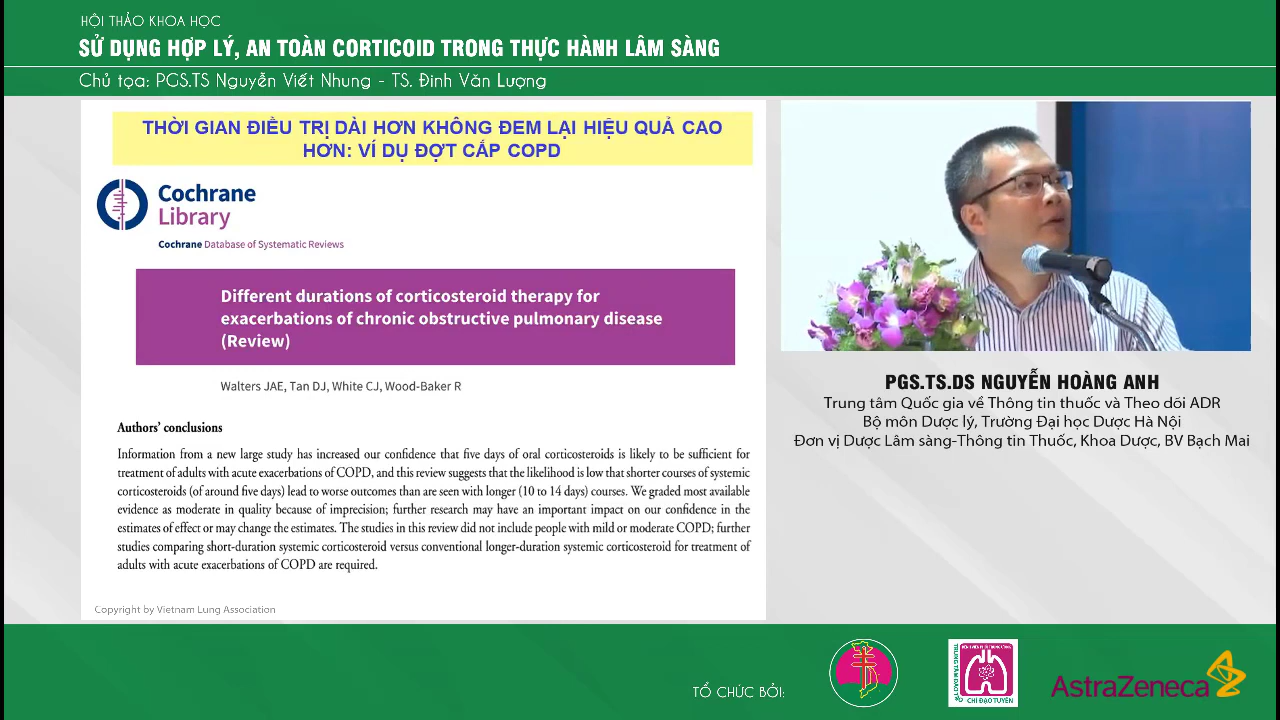 HỘI THẢO KHOA HỌC
SỬ DỤNG HỢP LÝ, AN TOÀN CORTICOID TRONG THỰC HÀNH LÂM SÀNG
Chủ tọa: PGS.TS Nguyễn Viết Nhung - TS. Đinh Văn Lượng
THỜI GIAN ĐIỀU TRỊ DÀI HƠN KHÔNG ĐEM LẠI HIỆU QUẢ CAO
HƠN: VÍ DỤ ĐỢT CẤP COPD
Cochrane
Library
Cochrane Database of Systematic Reviews
Different durations of corticosteroid therapy for
exacerbations of chronic obstructive pulmonary disease
(Review)
Walters JAE, Tan DJ, White CJ, Wood-Baker R
Authors' conclusions
Information from a new large study has increased our confidence that five days of oral corticosteroids is likely to be sufficient for
treatment of adults with acute exacerbations of COPD, and this review suggests that the likelihood is low that shorter courses of systemic
corticosteroids (of around five days) lead to worse outcomes than are seen with longer (10 to 14 days) courses. We graded most available
evidence as moderate in quality because of imprecision; further research may have an important impact on our confidence in the
estimates of effect or may change the estimates. The studies in this review did not include people with mild or moderate COPD; further
studies comparing short-duration systemic corticosteroid versus conventional longer-duration systemic corticosteroid for treatment of
adults with acute exacerbations of COPD are required.
Copyright by Vietnam Lung Association
PGS.TS.DS NGUYỄN HOÀNG ANH
Trung tâm Quốc gia về Thông tin thuốc và Theo dõi ADR
Bộ môn Dược lý, Trường Đại học Dược Hà Nội
Đơn vị Dược Lâm sàng-Thông tin Thuốc, Khoa Dược, BV Bạch Mai
TỔ CHỨC BỞI:
CHỈ ĐẠO TUYẾN
AstraZeneca